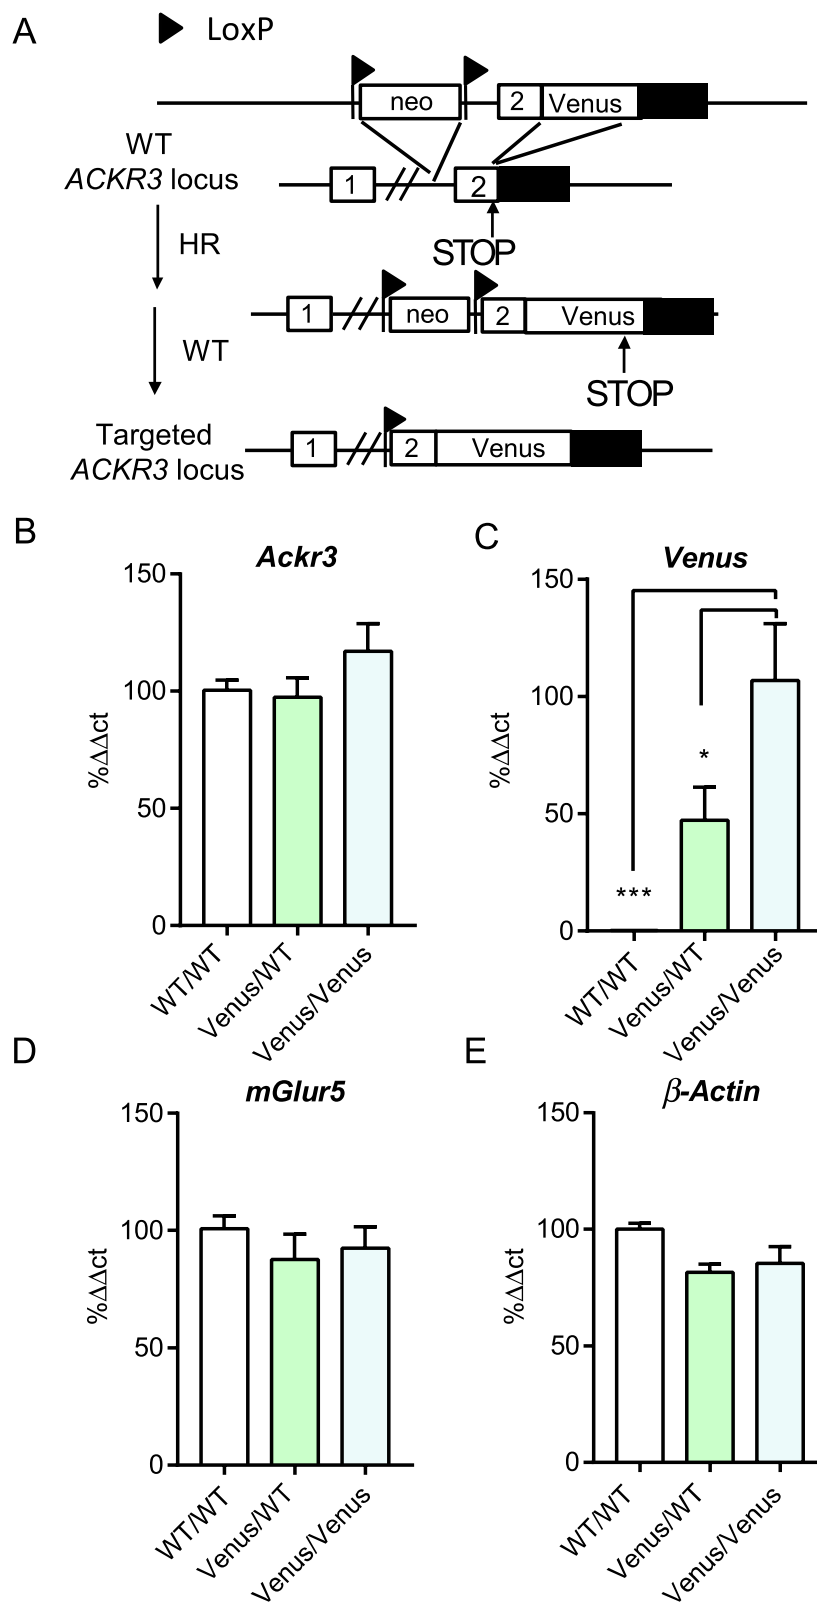 A
LoxP
neo
2
Venus
WT
ACKR3 locus
1
2
HR
STOP
1
neo
2
Venus
WT
STOP
Targeted
ACKR3 locus
1
2
Venus
B
Ackr3
150
100
50
0
%ΔΔct
WT/WT
Venus/WT
Venus/Venus
C
Venus
150
100
50
0
%ΔΔct
*
***
WT/WT
Venus/WT
Venus/Venus
D
mGlur5
150
100
50
0
%ΔΔct
WT/WT
Venus/WT
Venus/Venus
E
β-Actin
150
100
50
0
%ΔΔct
WT/WT
Venus/WT
Venus/Venus